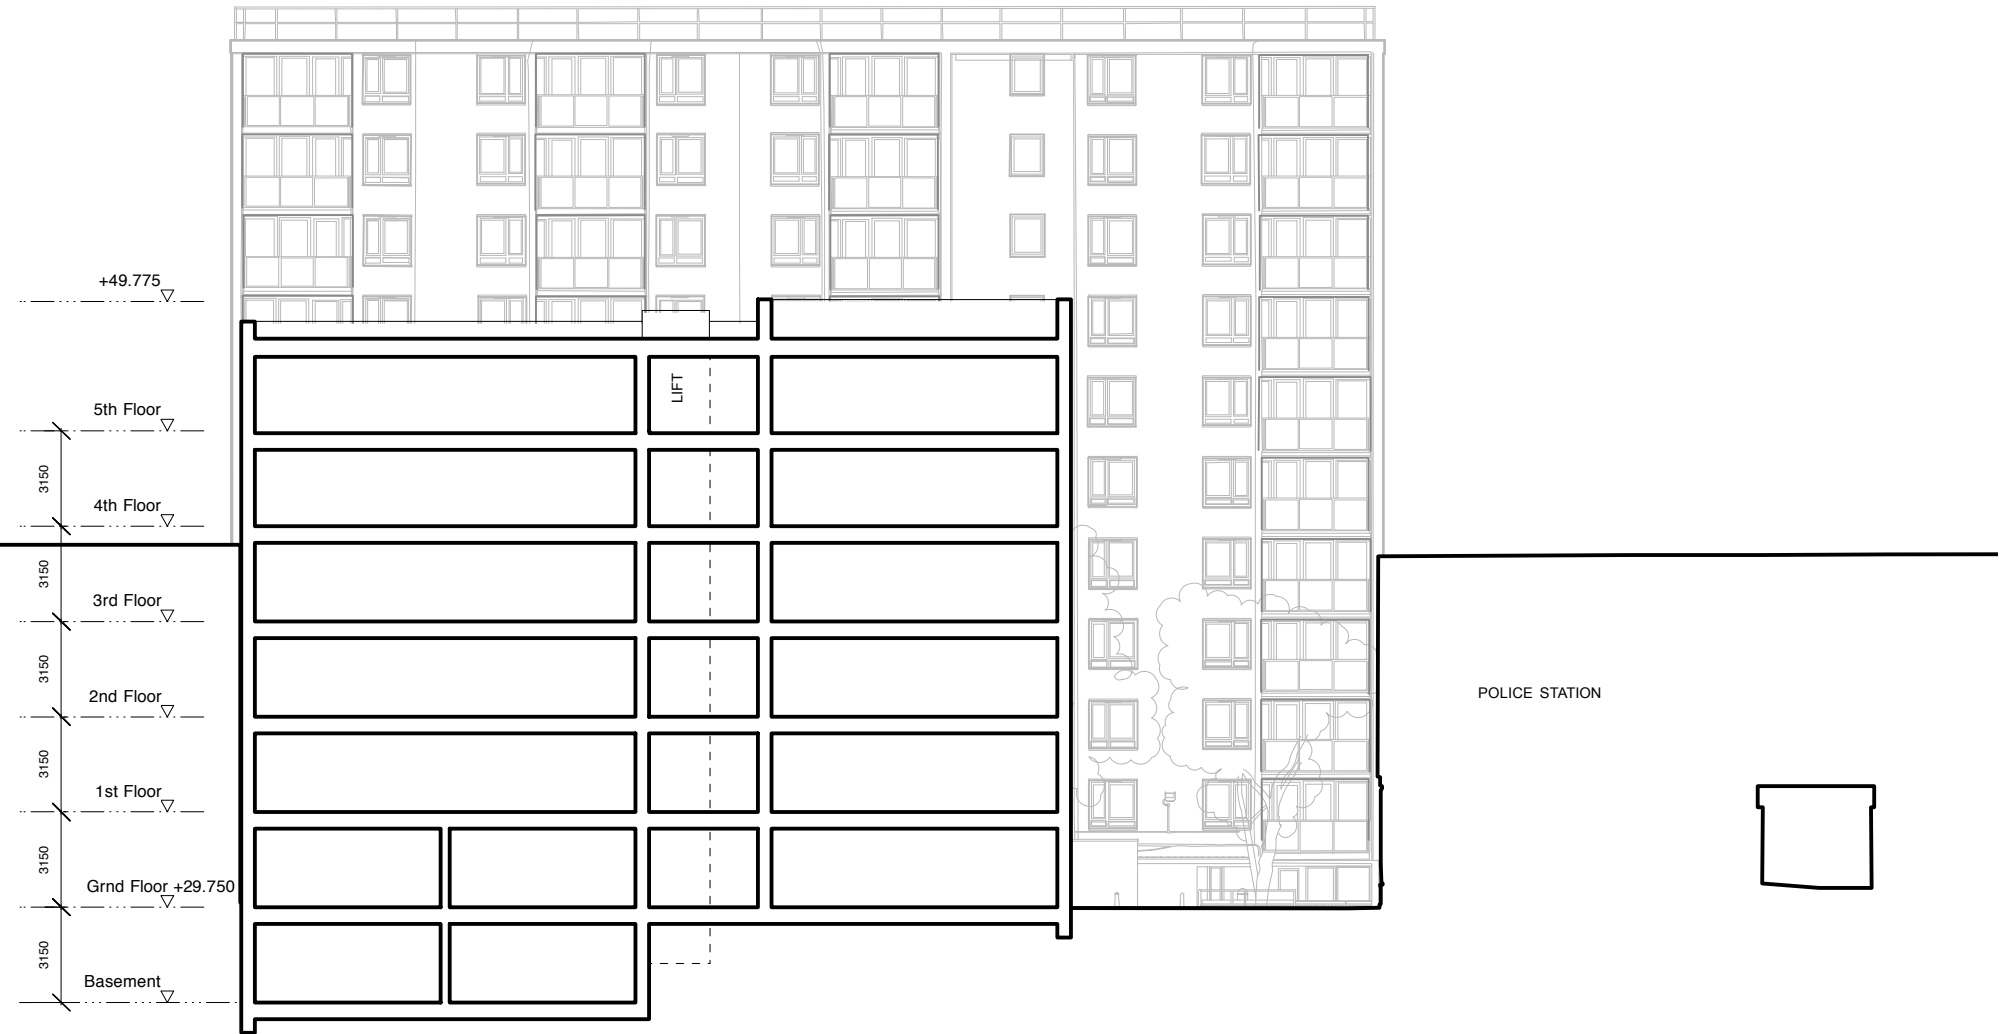 +49.775
LIFT
5th Floor
3150
4th Floor
3150
3rd Floor
3150
2nd Floor
POLICE STATION
3150
1st Floor
3150
Grnd Floor +29.750
3150
Basement